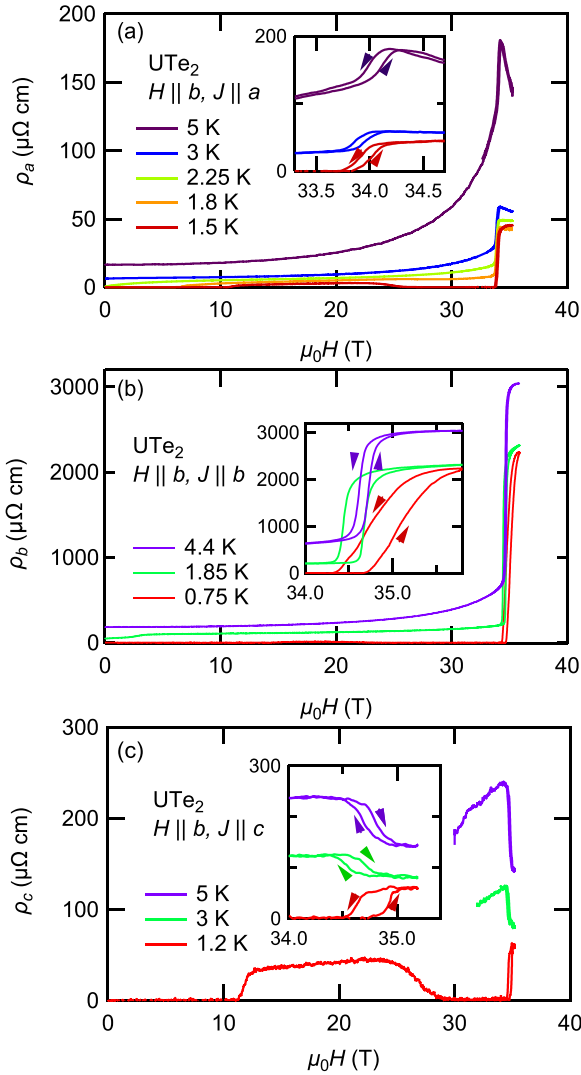 (a)
UTe₂
H || b, J || a
5 K
3 K
2.25 K
1.8 K
1.5 K
ρₐ (μΩ cm)
200
150
100
50
0
200
0
33.5 34.0 34.5
0 10 20 30 40
μ₀H (T)
(b)
UTe₂
H || b, J || b
4.4 K
1.85 K
0.75 K
ρ_b (μΩ cm)
3000
2000
1000
0
3000
2000
1000
0
34.0 35.0
0 10 20 30 40
μ₀H (T)
(c)
UTe₂
H || b, J || c
5 K
3 K
1.2 K
ρ_c (μΩ cm)
300
200
100
0
300
0
34.0 35.0
0 10 20 30 40
μ₀H (T)